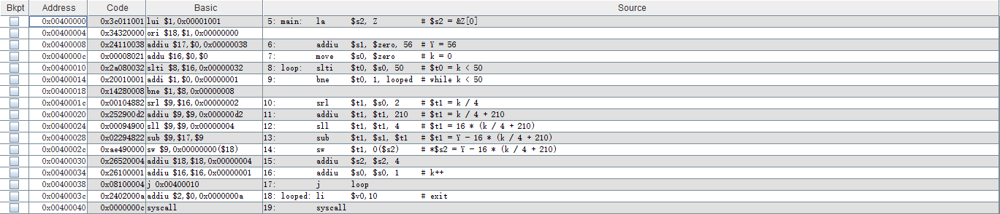 Bkpt Address Code Basic Source
0x00400000 0x3c011001 lui $1,0x00001001 5: main: la $s2, Z # $s2 = &Z[0]
0x00400004 0x34320000 ori $18,$1,0x00000000
0x00400008 0x24110038 addiu $17,$0,0x00000038 6: addiu $s1, $zero, 56 # Y = 56
0x0040000c 0x00008021 addu $16,$0,$0 7: move $s0, $zero # k = 0
0x00400010 0x2a080032 slti $8,$16,0x00000032 8: loop: slti $t0, $s0, 50 # $t0 = k < 50
0x00400014 0x20010001 addi $1,$0,0x00000001 9: bne $t0, 1, looped # while k < 50
0x00400018 0x14280008 bne $1,$8,0x00000008
0x0040001c 0x00104882 srl $9,$16,0x00000002 10: srl $t1, $s0, 2 # $t1 = k / 4
0x00400020 0x252900d2 addiu $9,$9,0x000000d2 11: addiu $t1, $t1, 210 # $t1 = k / 4 + 210
0x00400024 0x00094900 sll $9,$9,0x00000004 12: sll $t1, $t1, 4 # $t1 = 16 * (k / 4 + 210)
0x00400028 0x02294822 sub $9,$17,$9 13: sub $t1, $s1, $t1 # $t1 = Y - 16 * (k / 4 + 210)
0x0040002c 0xae490000 sw $9,0x00000000($18) 14: sw $t1, 0($s2) # *$s2 = Y - 16 * (k / 4 + 210)
0x00400030 0x26520004 addiu $18,$18,0x00000004 15: addiu $s2, $s2, 4
0x00400034 0x26100001 addiu $16,$16,0x00000001 16: addiu $s0, $s0, 1 # k++
0x00400038 0x08100004 j 0x00400010 17: j loop
0x0040003c 0x2402000a addiu $2,$0,0x0000000a 18: looped: li $v0,10 # exit
0x00400040 0x0000000c syscall 19: syscall